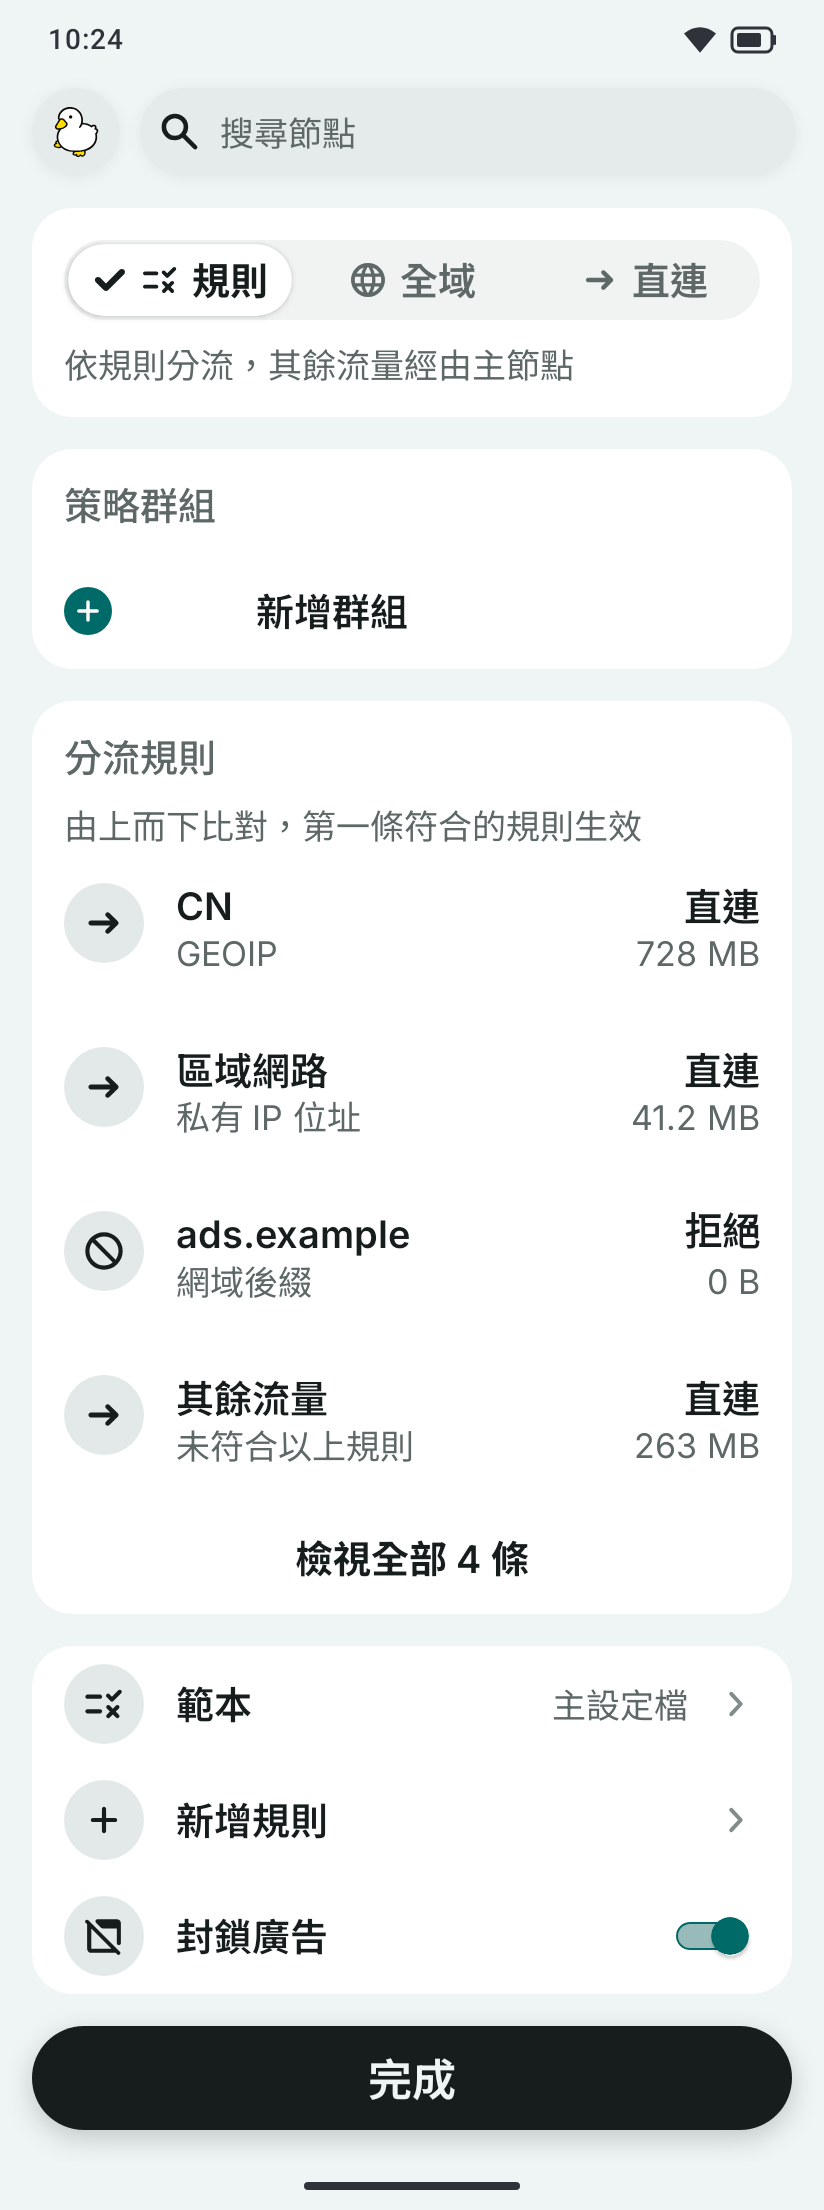 10:24
搜尋節點
規則
全域
直連
依規則分流，其餘流量經由主節點
策略群組
新增群組
分流規則
由上而下比對，第一條符合的規則生效
CN
直連
GEOIP
728 MB
區域網路
直連
私有 IP 位址
41.2 MB
ads.example
拒絕
網域後綴
0 B
其餘流量
直連
未符合以上規則
263 MB
檢視全部 4 條
範本
主設定檔
新增規則
封鎖廣告
完成